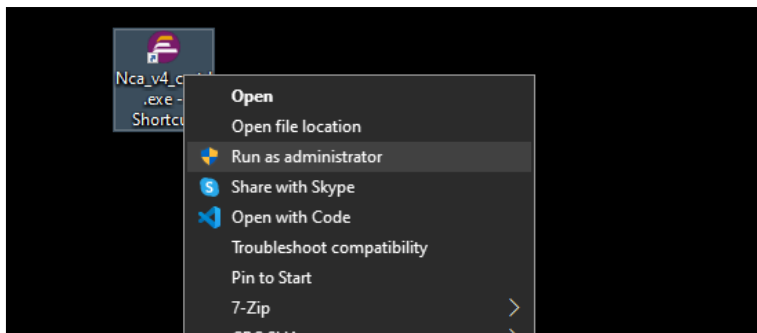 Nca_v4_
.exe -
Shortcu
Open
Open file location
Run as administrator
Share with Skype
Open with Code
Troubleshoot compatibility
Pin to Start
7-Zip